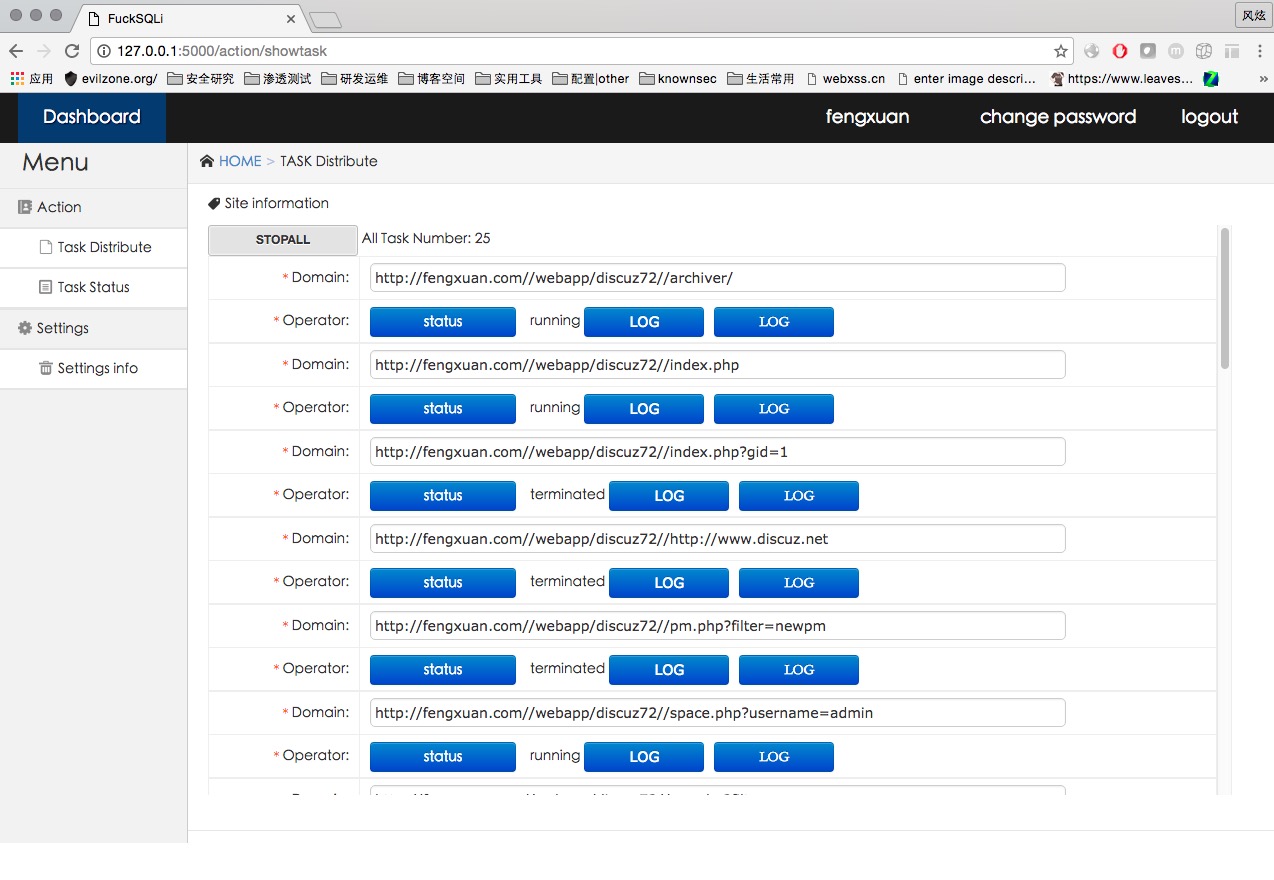 FuckSQLi
风炫
127.0.0.1:5000/action/showtask
应用 evilzone.org/ 安全研究 渗透测试 研发运维 博客空间 实用工具 配置|other knownsec 生活常用 webxss.cn enter image descri... https://www.leaves... »
Dashboard fengxuan change password logout
Menu
HOME > TASK Distribute
Action
Site information
Task Distribute
STOPALL All Task Number: 25
Task Status
*Domain: http://fengxuan.com//webapp/discuz72//archiver/
Settings
*Operator: status running LOG LOG
Settings info
*Domain: http://fengxuan.com//webapp/discuz72//index.php
*Operator: status running LOG LOG
*Domain: http://fengxuan.com//webapp/discuz72//index.php?gid=1
*Operator: status terminated LOG LOG
*Domain: http://fengxuan.com//webapp/discuz72//http://www.discuz.net
*Operator: status terminated LOG LOG
*Domain: http://fengxuan.com//webapp/discuz72//pm.php?filter=newpm
*Operator: status terminated LOG LOG
*Domain: http://fengxuan.com//webapp/discuz72//space.php?username=admin
*Operator: status running LOG LOG